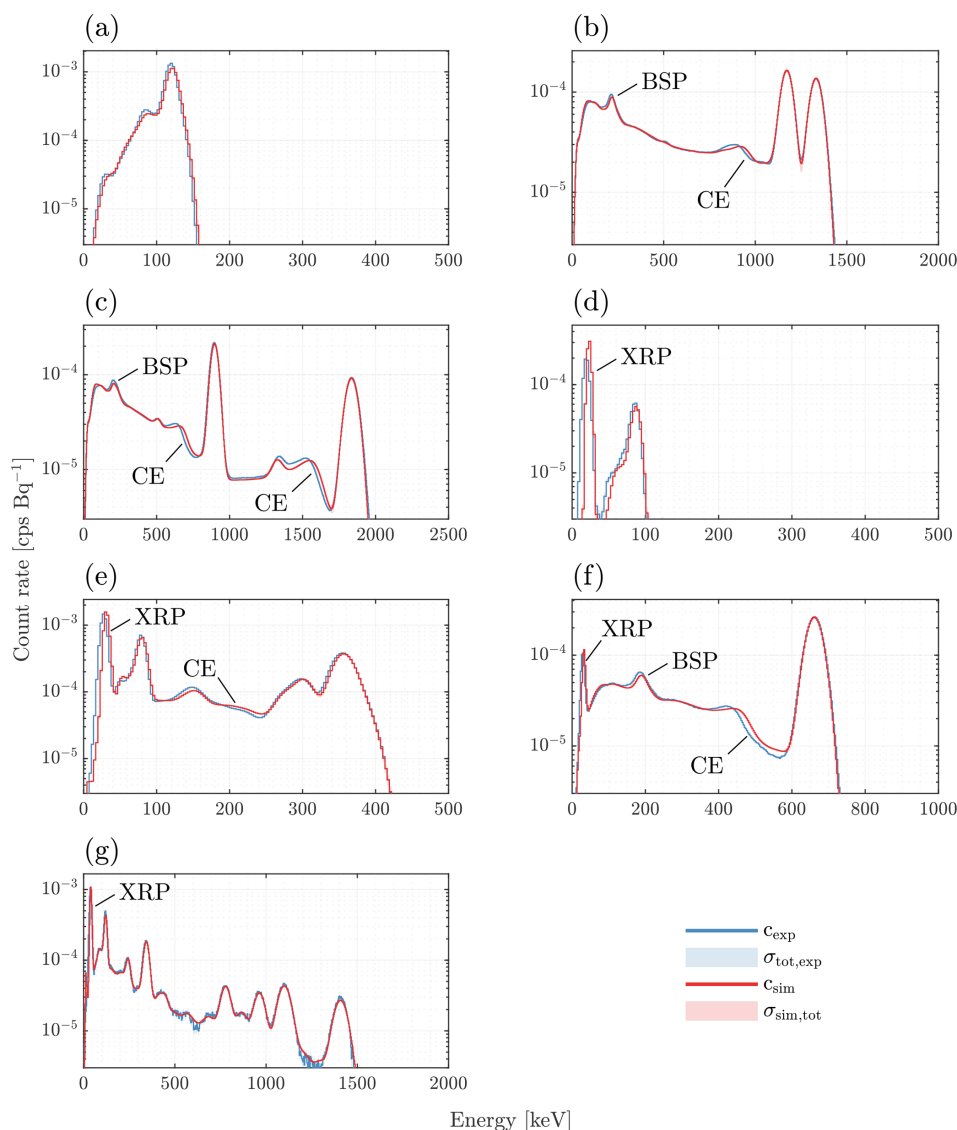 (a)
10⁻³
10⁻⁴
10⁻⁵
0 100 200 300 400 500
(b)
BSP
CE
10⁻⁴
10⁻⁵
0 500 1000 1500 2000
(c)
BSP
CE
CE
10⁻⁴
10⁻⁵
0 500 1000 1500 2000 2500
(d)
XRP
10⁻⁴
10⁻⁵
0 100 200 300 400 500
Count rate [cps Bq⁻¹]
(e)
XRP
CE
10⁻³
10⁻⁴
10⁻⁵
0 100 200 300 400 500
(f)
XRP
BSP
CE
10⁻⁴
10⁻⁵
0 200 400 600 800 1000
(g)
XRP
10⁻³
10⁻⁴
10⁻⁵
0 500 1000 1500 2000
c_exp
σ_tot,exp
c_sim
σ_sim,tot
Energy [keV]